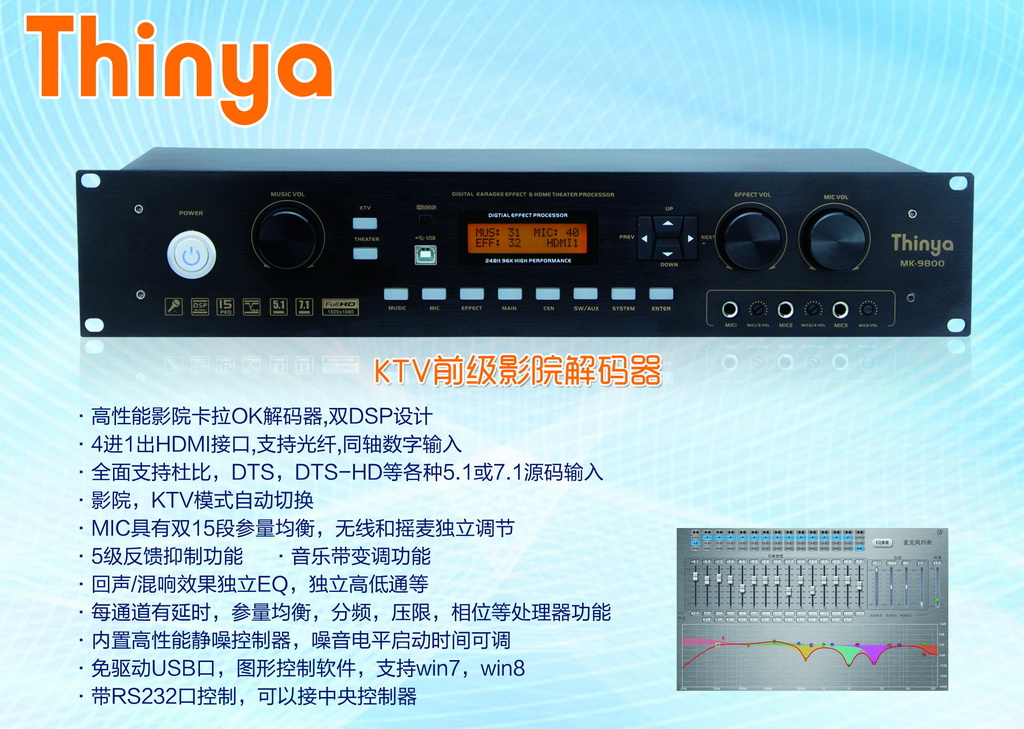 Thinya
MUSIC VOL
POWER
KTV
THEATER
USB
DIGITAL KARAOKE EFFECT & HOME THEATER PROCESSOR
DIGTIAL EFFECT PROCESSOR
MUS: 31 MIC: 40
EFF: 32 HDMI1
24Bit 96K HIGH PERFORMANCE
UP
PREV
NEXT
DOWN
EFFECT VOL
MIC VOL
Thinya
MK-9800
DSP
15
PEQ
5.1
7.1
Full HD
1920x1080
MUSIC MIC EFFECT MAIN CEN SW/AUX SYSTEM ENTER
MIC1 MIC1/2 VOL MIC2 MIC3
KTV前级影院解码器
· 高性能影院卡拉OK解码器,双DSP设计
· 4进1出HDMI接口,支持光纤,同轴数字输入
· 全面支持杜比，DTS，DTS-HD等各种5.1或7.1源码输入
· 影院，KTV模式自动切换
· MIC具有双15段参量均衡，无线和摇麦独立调节
· 5级反馈抑制功能 · 音乐带变调功能
· 回声/混响效果独立EQ，独立高低通等
· 每通道有延时，参量均衡，分频，压限，相位等处理器功能
· 内置高性能静噪控制器，噪音电平启动时间可调
· 免驱动USB口，图形控制软件，支持win7，win8
· 带RS232口控制，可以接中央控制器
麦克风均衡